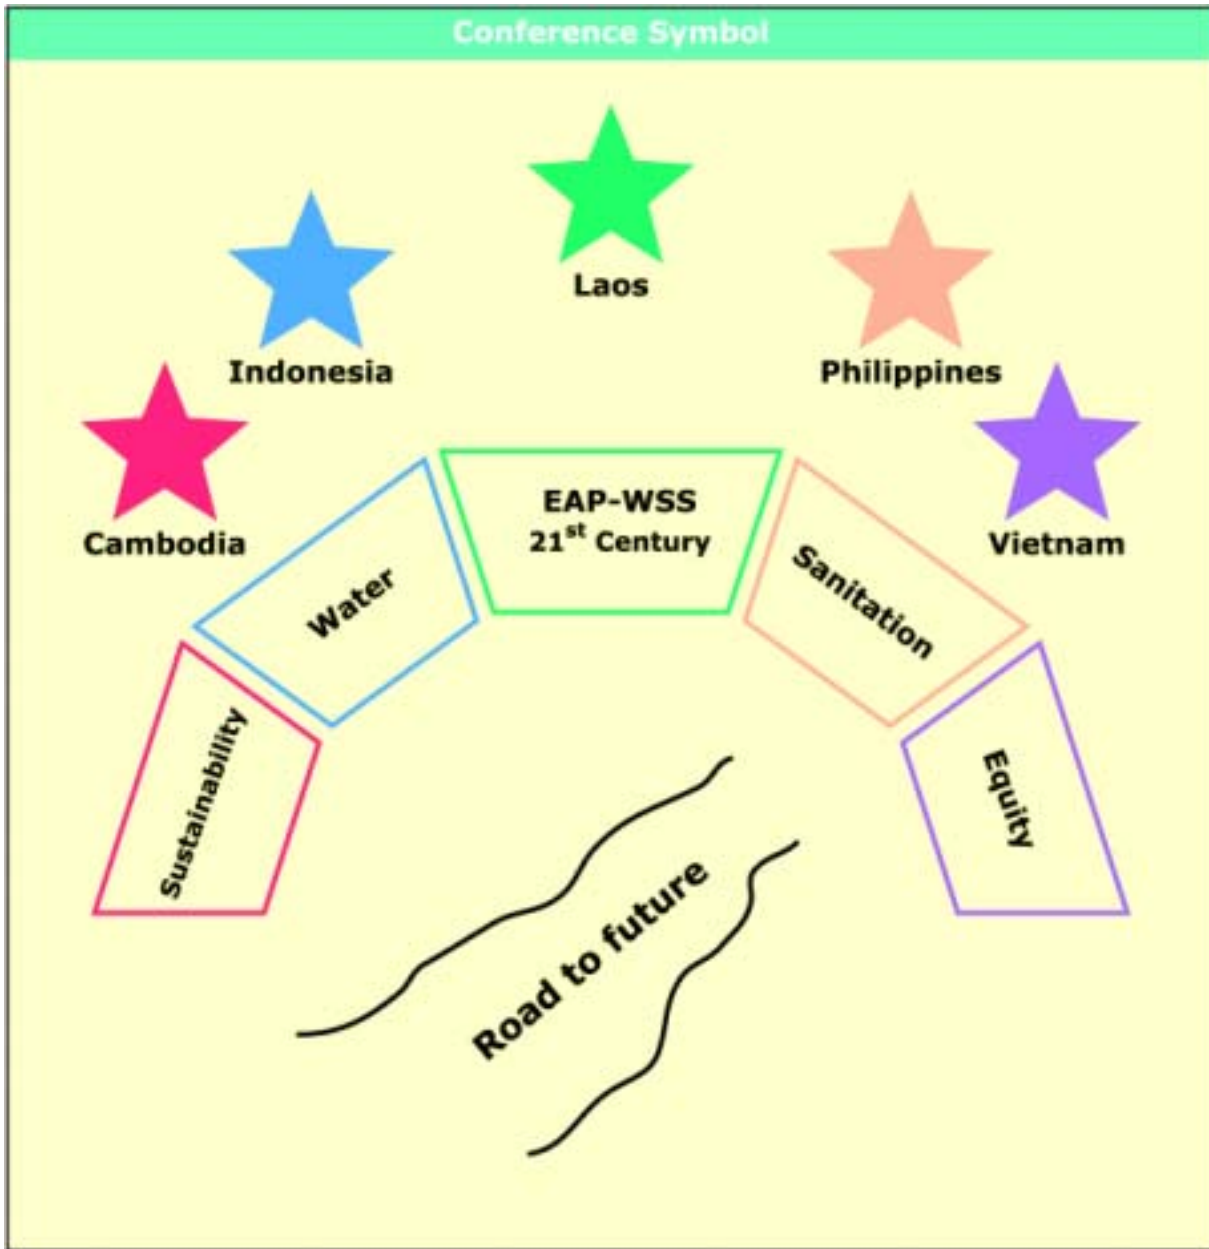 Conference Symbol
Laos
Indonesia
Philippines
Cambodia
Vietnam
EAP-WSS
21st Century
Water
Sanitation
Sustainability
Equity
Road to future